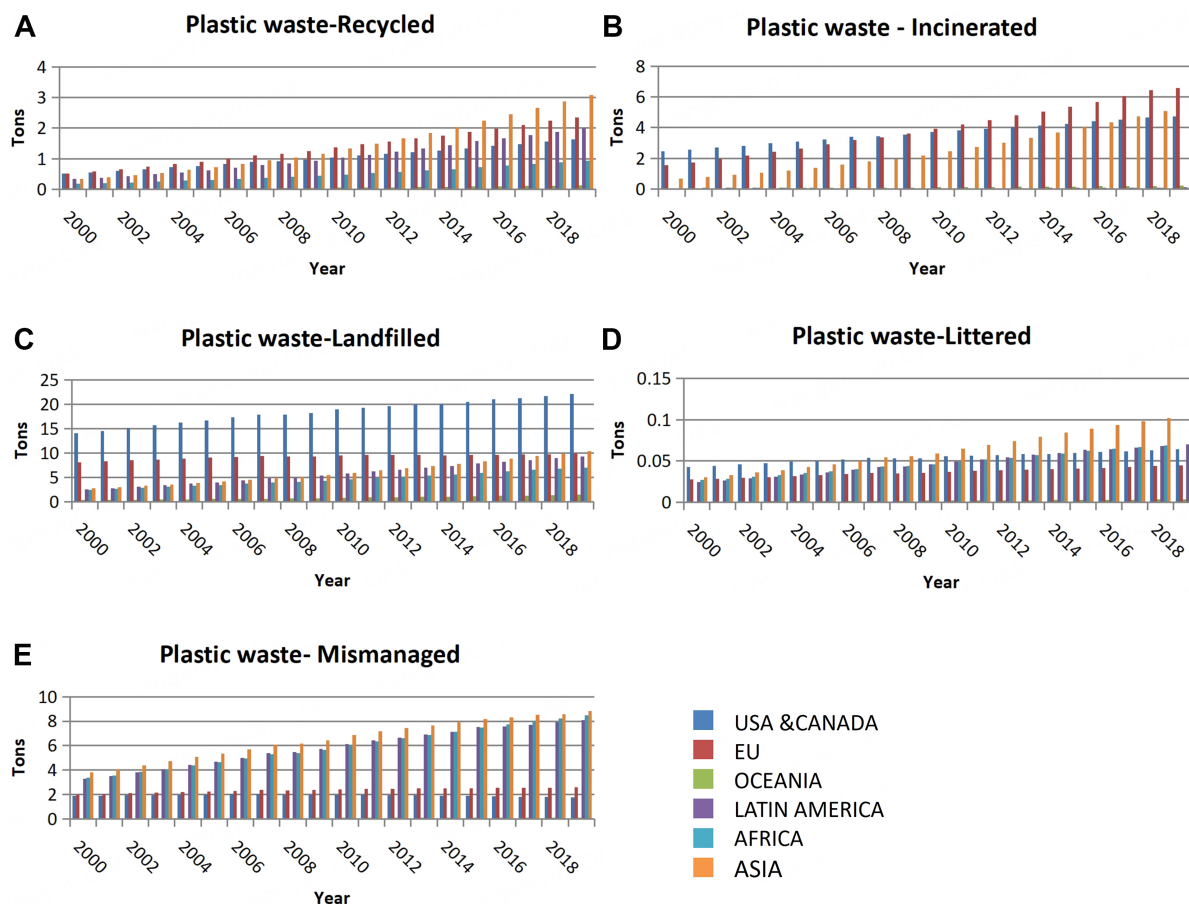 A
Plastic waste-Recycled
Tons
4
3
2
1
0
2000 2002 2004 2006 2008 2010 2012 2014 2016 2018
Year
B
Plastic waste - Incinerated
Tons
8
6
4
2
0
2000 2002 2004 2006 2008 2010 2012 2014 2016 2018
Year
C
Plastic waste-Landfilled
Tons
25
20
15
10
5
0
2000 2002 2004 2006 2008 2010 2012 2014 2016 2018
Year
D
Plastic waste-Littered
Tons
0.15
0.1
0.05
0
2000 2002 2004 2006 2008 2010 2012 2014 2016 2018
Year
E
Plastic waste- Mismanaged
Tons
10
8
6
4
2
0
2000 2002 2004 2006 2008 2010 2012 2014 2016 2018
Year
USA &CANADA
EU
OCEANIA
LATIN AMERICA
AFRICA
ASIA